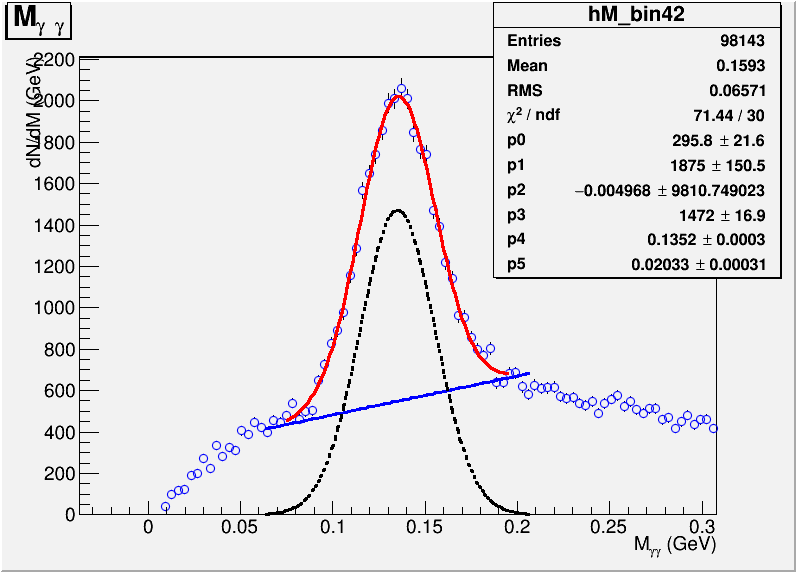 M γ γ
hM_bin42
Entries 98143
Mean 0.1593
RMS 0.06571
χ² / ndf 71.44 / 30
p0 295.8 ± 21.6
p1 1875 ± 150.5
p2 −0.004968 ± 9810.749023
p3 1472 ± 16.9
p4 0.1352 ± 0.0003
p5 0.02033 ± 0.00031
dN/dM (GeV)
2200
2000
1800
1600
1400
1200
1000
800
600
400
200
0
0 0.05 0.1 0.15 0.2 0.25 0.3
M γγ (GeV)